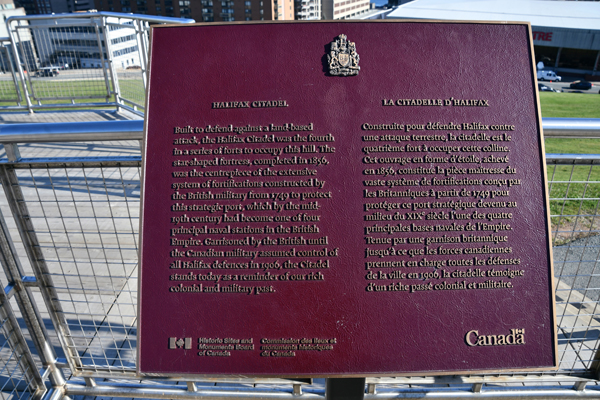 HALIFAX CITADEL
Built to defend against a land-based
attack, the Halifax Citadel was the fourth
in a series of forts to occupy this hill. The
star-shaped fortress, completed in 1856,
was the centrepiece of the extensive
system of fortifications constructed by
the British military from 1749 to protect
this strategic port, which by the mid-
19th century had become one of four
principal naval stations in the British
Empire. Garrisoned by the British until
the Canadian military assumed control of
all Halifax defences in 1906, the Citadel
stands today as a reminder of our rich
colonial and military past.
LA CITADELLE D'HALIFAX
Construite pour défendre Halifax contre
une attaque terrestre, la citadelle est le
quatrième fort à occuper cette colline.
Cet ouvrage en forme d'étoile, achevé
en 1856, constitue la pièce maîtresse du
vaste système de fortifications conçu par
les Britanniques à partir de 1749 pour
protéger ce port stratégique devenu au
milieu du XIXe siècle l'une des quatre
principales bases navales de l'Empire.
Tenue par une garnison britannique
jusqu'à ce que les forces canadiennes
prennent en charge toutes les défenses
de la ville en 1906, la citadelle témoigne
d'un riche passé colonial et militaire.
Historic Sites and
Monuments Board
of Canada
Commission des lieux et
monuments historiques
du Canada
Canada
TRE